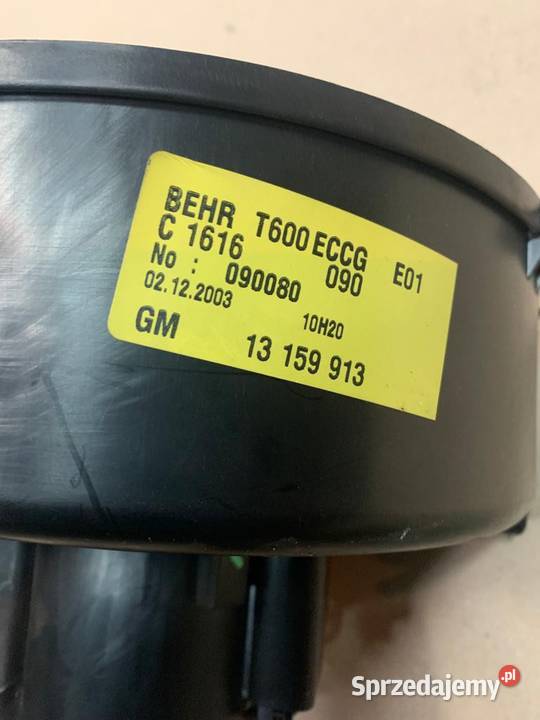 BEHR T600 ECCG E01
C 1616 090
No : 090080
02.12.2003 10H20
GM 13 159 913
Sprzedajemy.pl